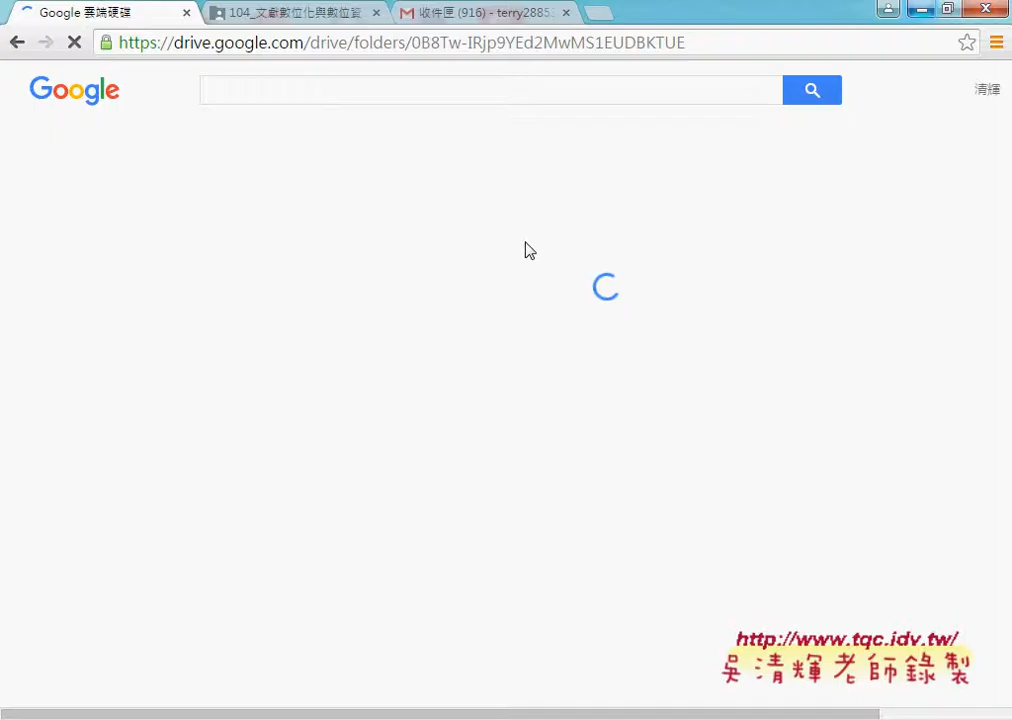 Google 雲端硬碟
104_文獻數位化與數位資
收件匣 (916) - terry2885
https://drive.google.com/drive/folders/0B8Tw-IRjp9YEd2MwMS1EUDBKTUE
Google
清輝
http://www.tqc.idv.tw/
吳清輝老師錄製